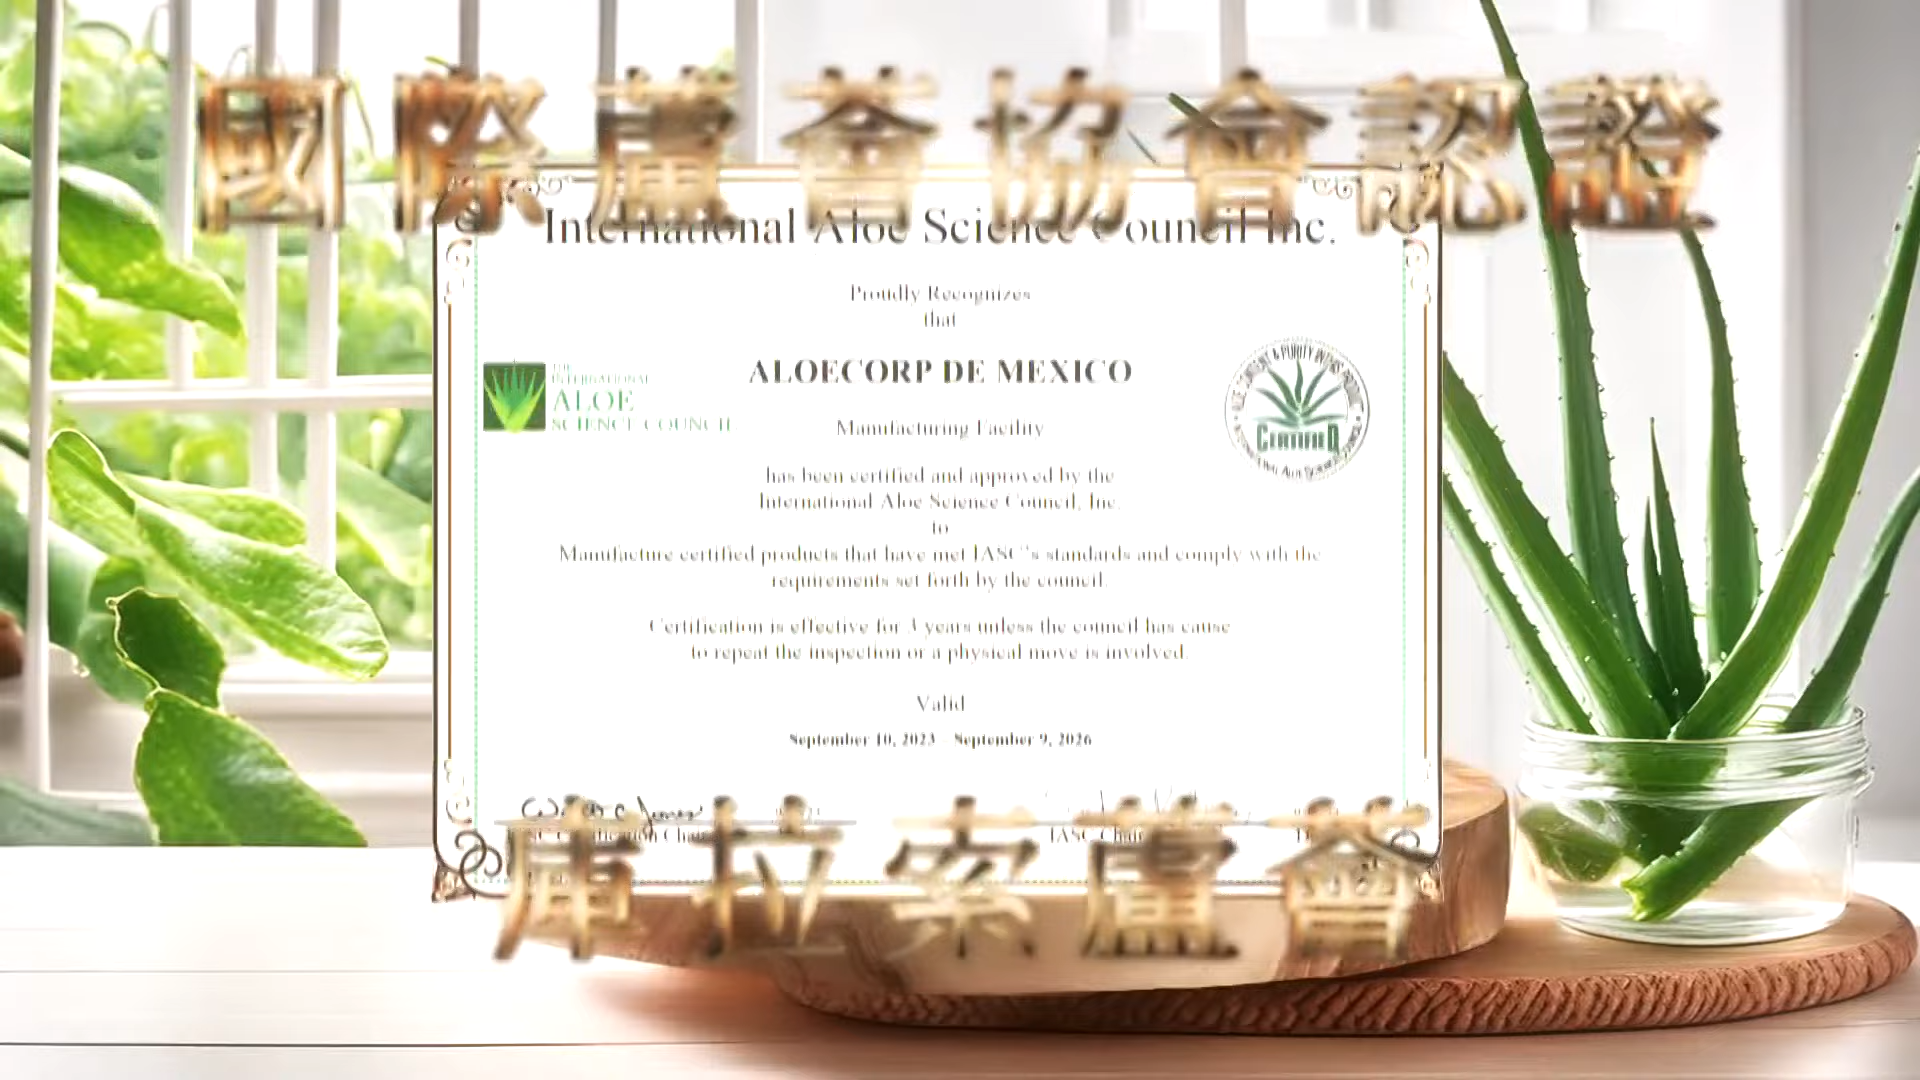 國際蘆薈協會認證
International Aloe Science Council Inc.
Proudly Recognizes
that
ALOECORP DE MEXICO
THE
INTERNATIONAL
ALOE
SCIENCE COUNCIL
Manufacturing Facility
CERTIFIED
has been certified and approved by the
International Aloe Science Council, Inc.
to
Manufacture certified products that have met IASC's standards and comply with the
requirements set forth by the council.
Certification is effective for 3 years unless the council has cause
to repeat the inspection or a physical move is involved.
Valid
September 10, 2023 September 9, 2026
IASC Certification Chair
IASC Chair
庫拉索蘆薈